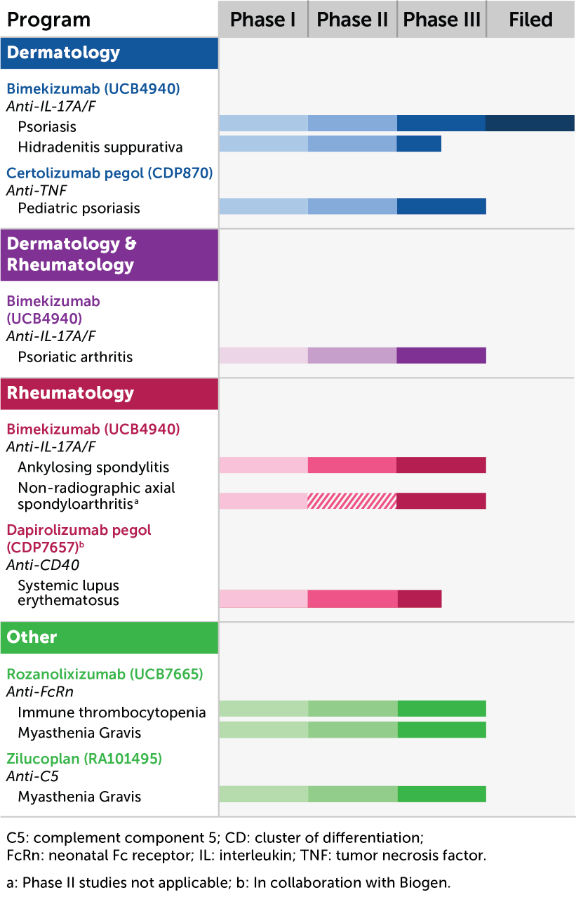 Program Phase I Phase II Phase III Filed
Dermatology
Bimekizumab (UCB4940)
Anti-IL-17A/F
Psoriasis
Hidradenitis suppurativa
Certolizumab pegol (CDP870)
Anti-TNF
Pediatric psoriasis
Dermatology &
Rheumatology
Bimekizumab
(UCB4940)
Anti-IL-17A/F
Psoriatic arthritis
Rheumatology
Bimekizumab (UCB4940)
Anti-IL-17A/F
Ankylosing spondylitis
Non-radiographic axial
spondyloarthritisᵃ
Dapirolizumab pegol
(CDP7657)ᵇ
Anti-CD40
Systemic lupus
erythematosus
Other
Rozanolixizumab (UCB7665)
Anti-FcRn
Immune thrombocytopenia
Myasthenia Gravis
Zilucoplan (RA101495)
Anti-C5
Myasthenia Gravis
C5: complement component 5; CD: cluster of differentiation;
FcRn: neonatal Fc receptor; IL: interleukin; TNF: tumor necrosis factor.
a: Phase II studies not applicable; b: In collaboration with Biogen.